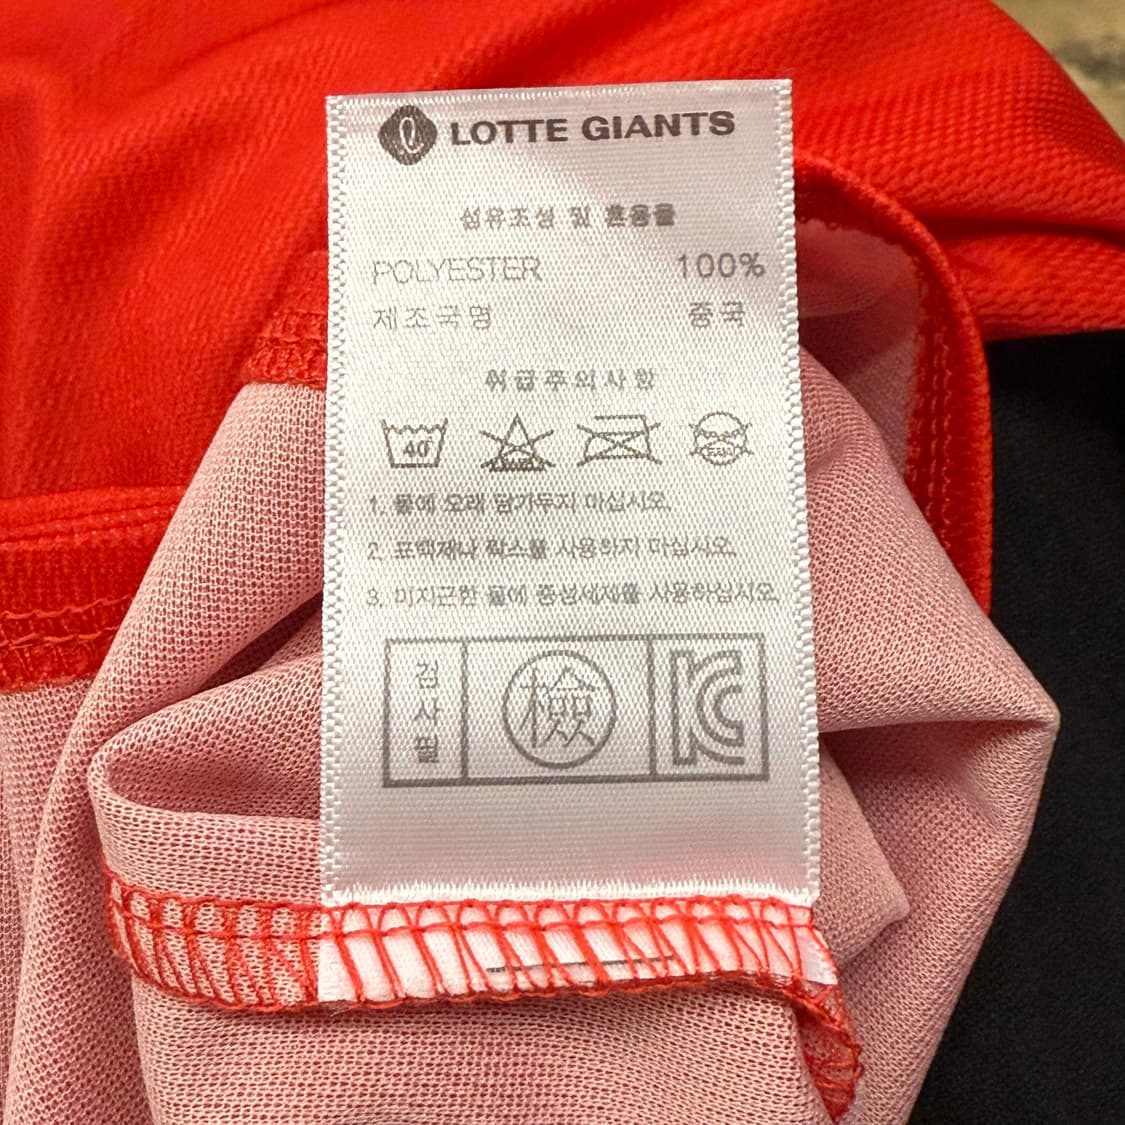 LOTTE GIANTS
섬유조성 및 혼용율
POLYESTER 100%
제조국명 중국
취급주의사항
40
1. 물에 오래 담가두지 마십시오.
2. 표백제나 락스를 사용하지 마십시오.
3. 미지근한 물에 중성세제를 사용하십시오.
검사필
檢
KC